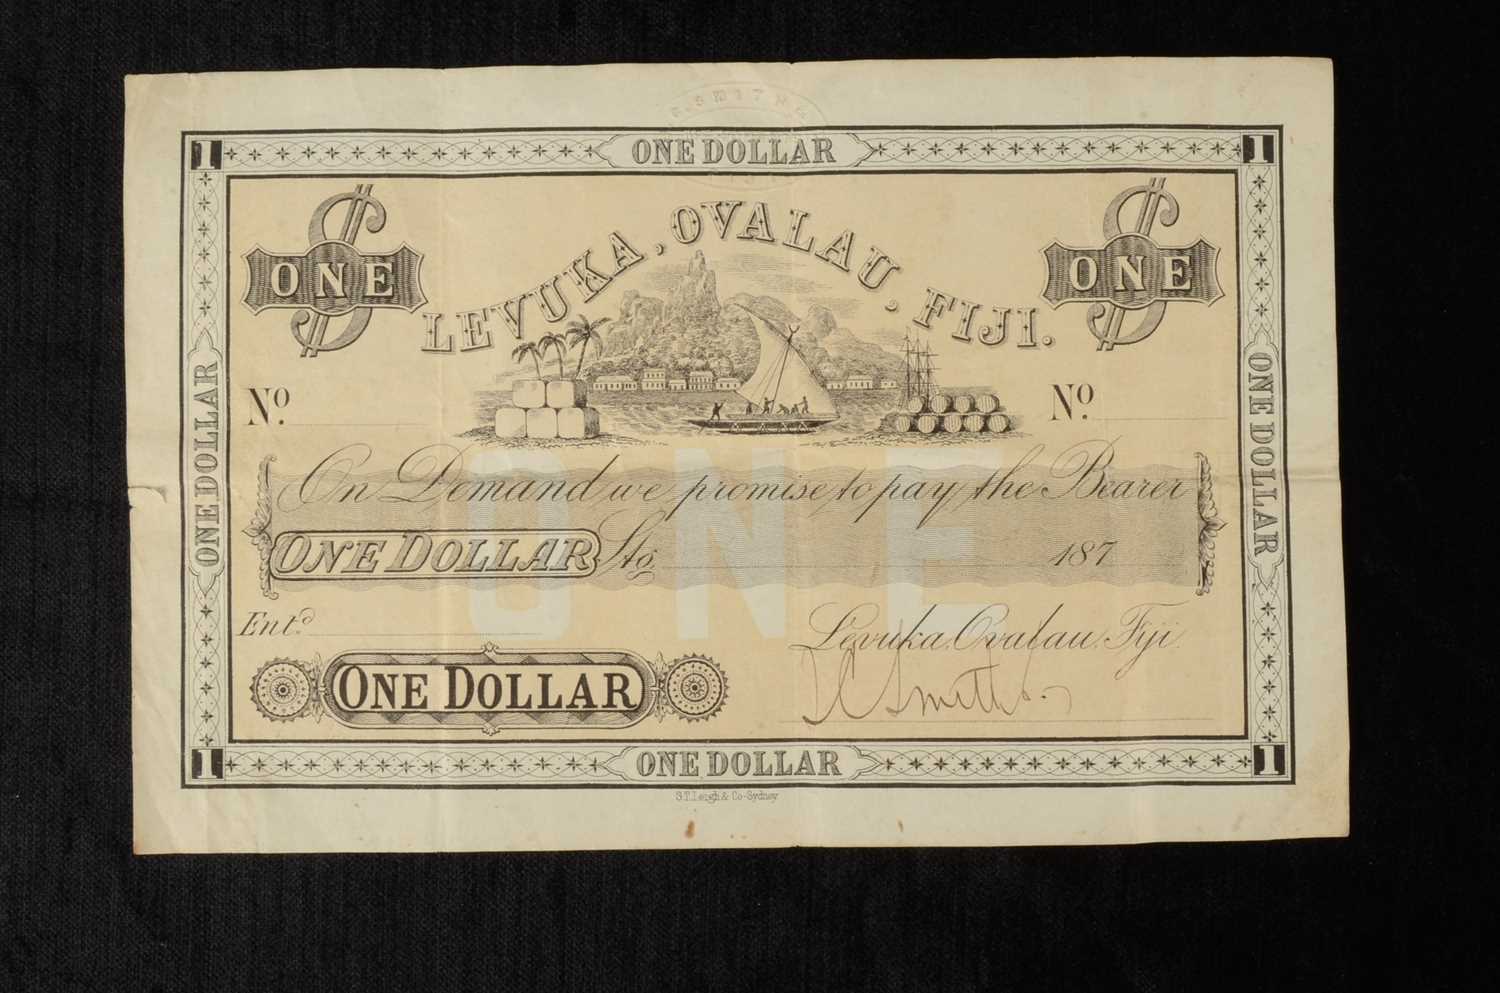 1 ONE DOLLAR 1
ONE
LEVUKA, OVALAU, FIJI.
ONE
ONE DOLLAR
ONE DOLLAR
No.
No.
On Demand we promise to pay the Bearer
ONE DOLLAR Stg. 187
ONE
Entd.
Levuka, Ovalau, Fiji.
ONE DOLLAR
1 ONE DOLLAR 1
S.T. Leigh & Co. Sydney